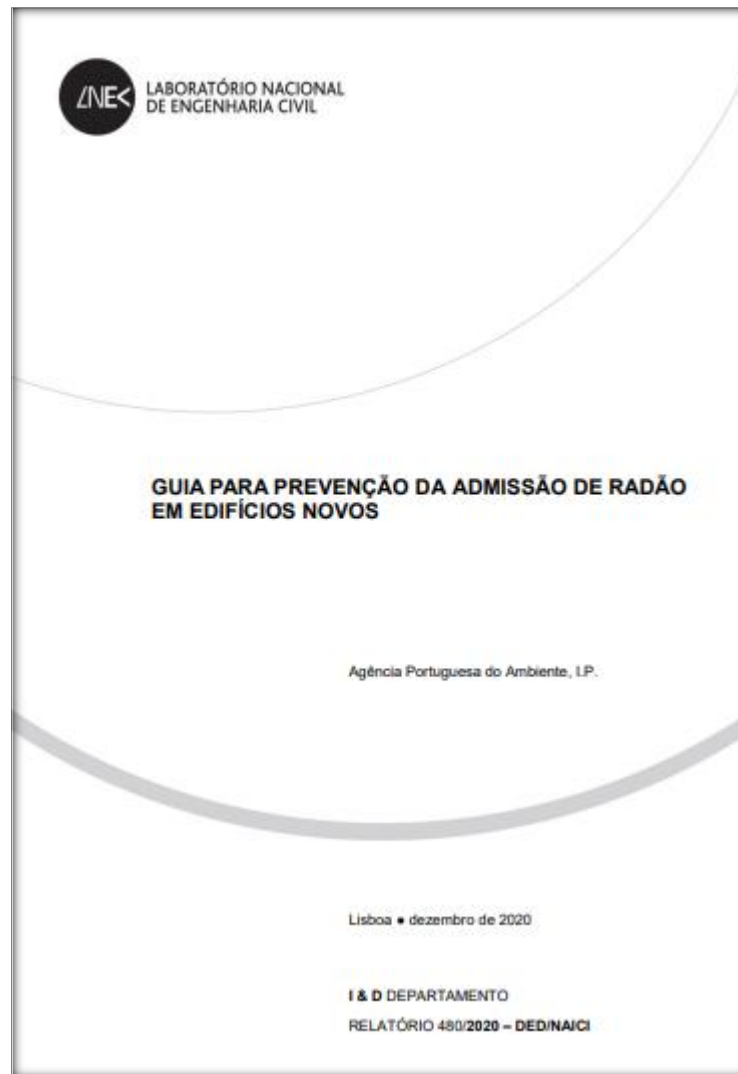 LNEC
LABORATÓRIO NACIONAL
DE ENGENHARIA CIVIL
GUIA PARA PREVENÇÃO DA ADMISSÃO DE RADÃO
EM EDIFÍCIOS NOVOS
Agência Portuguesa do Ambiente, I.P.
Lisboa • dezembro de 2020
I & D DEPARTAMENTO
RELATÓRIO 480/2020 – DED/NAICI